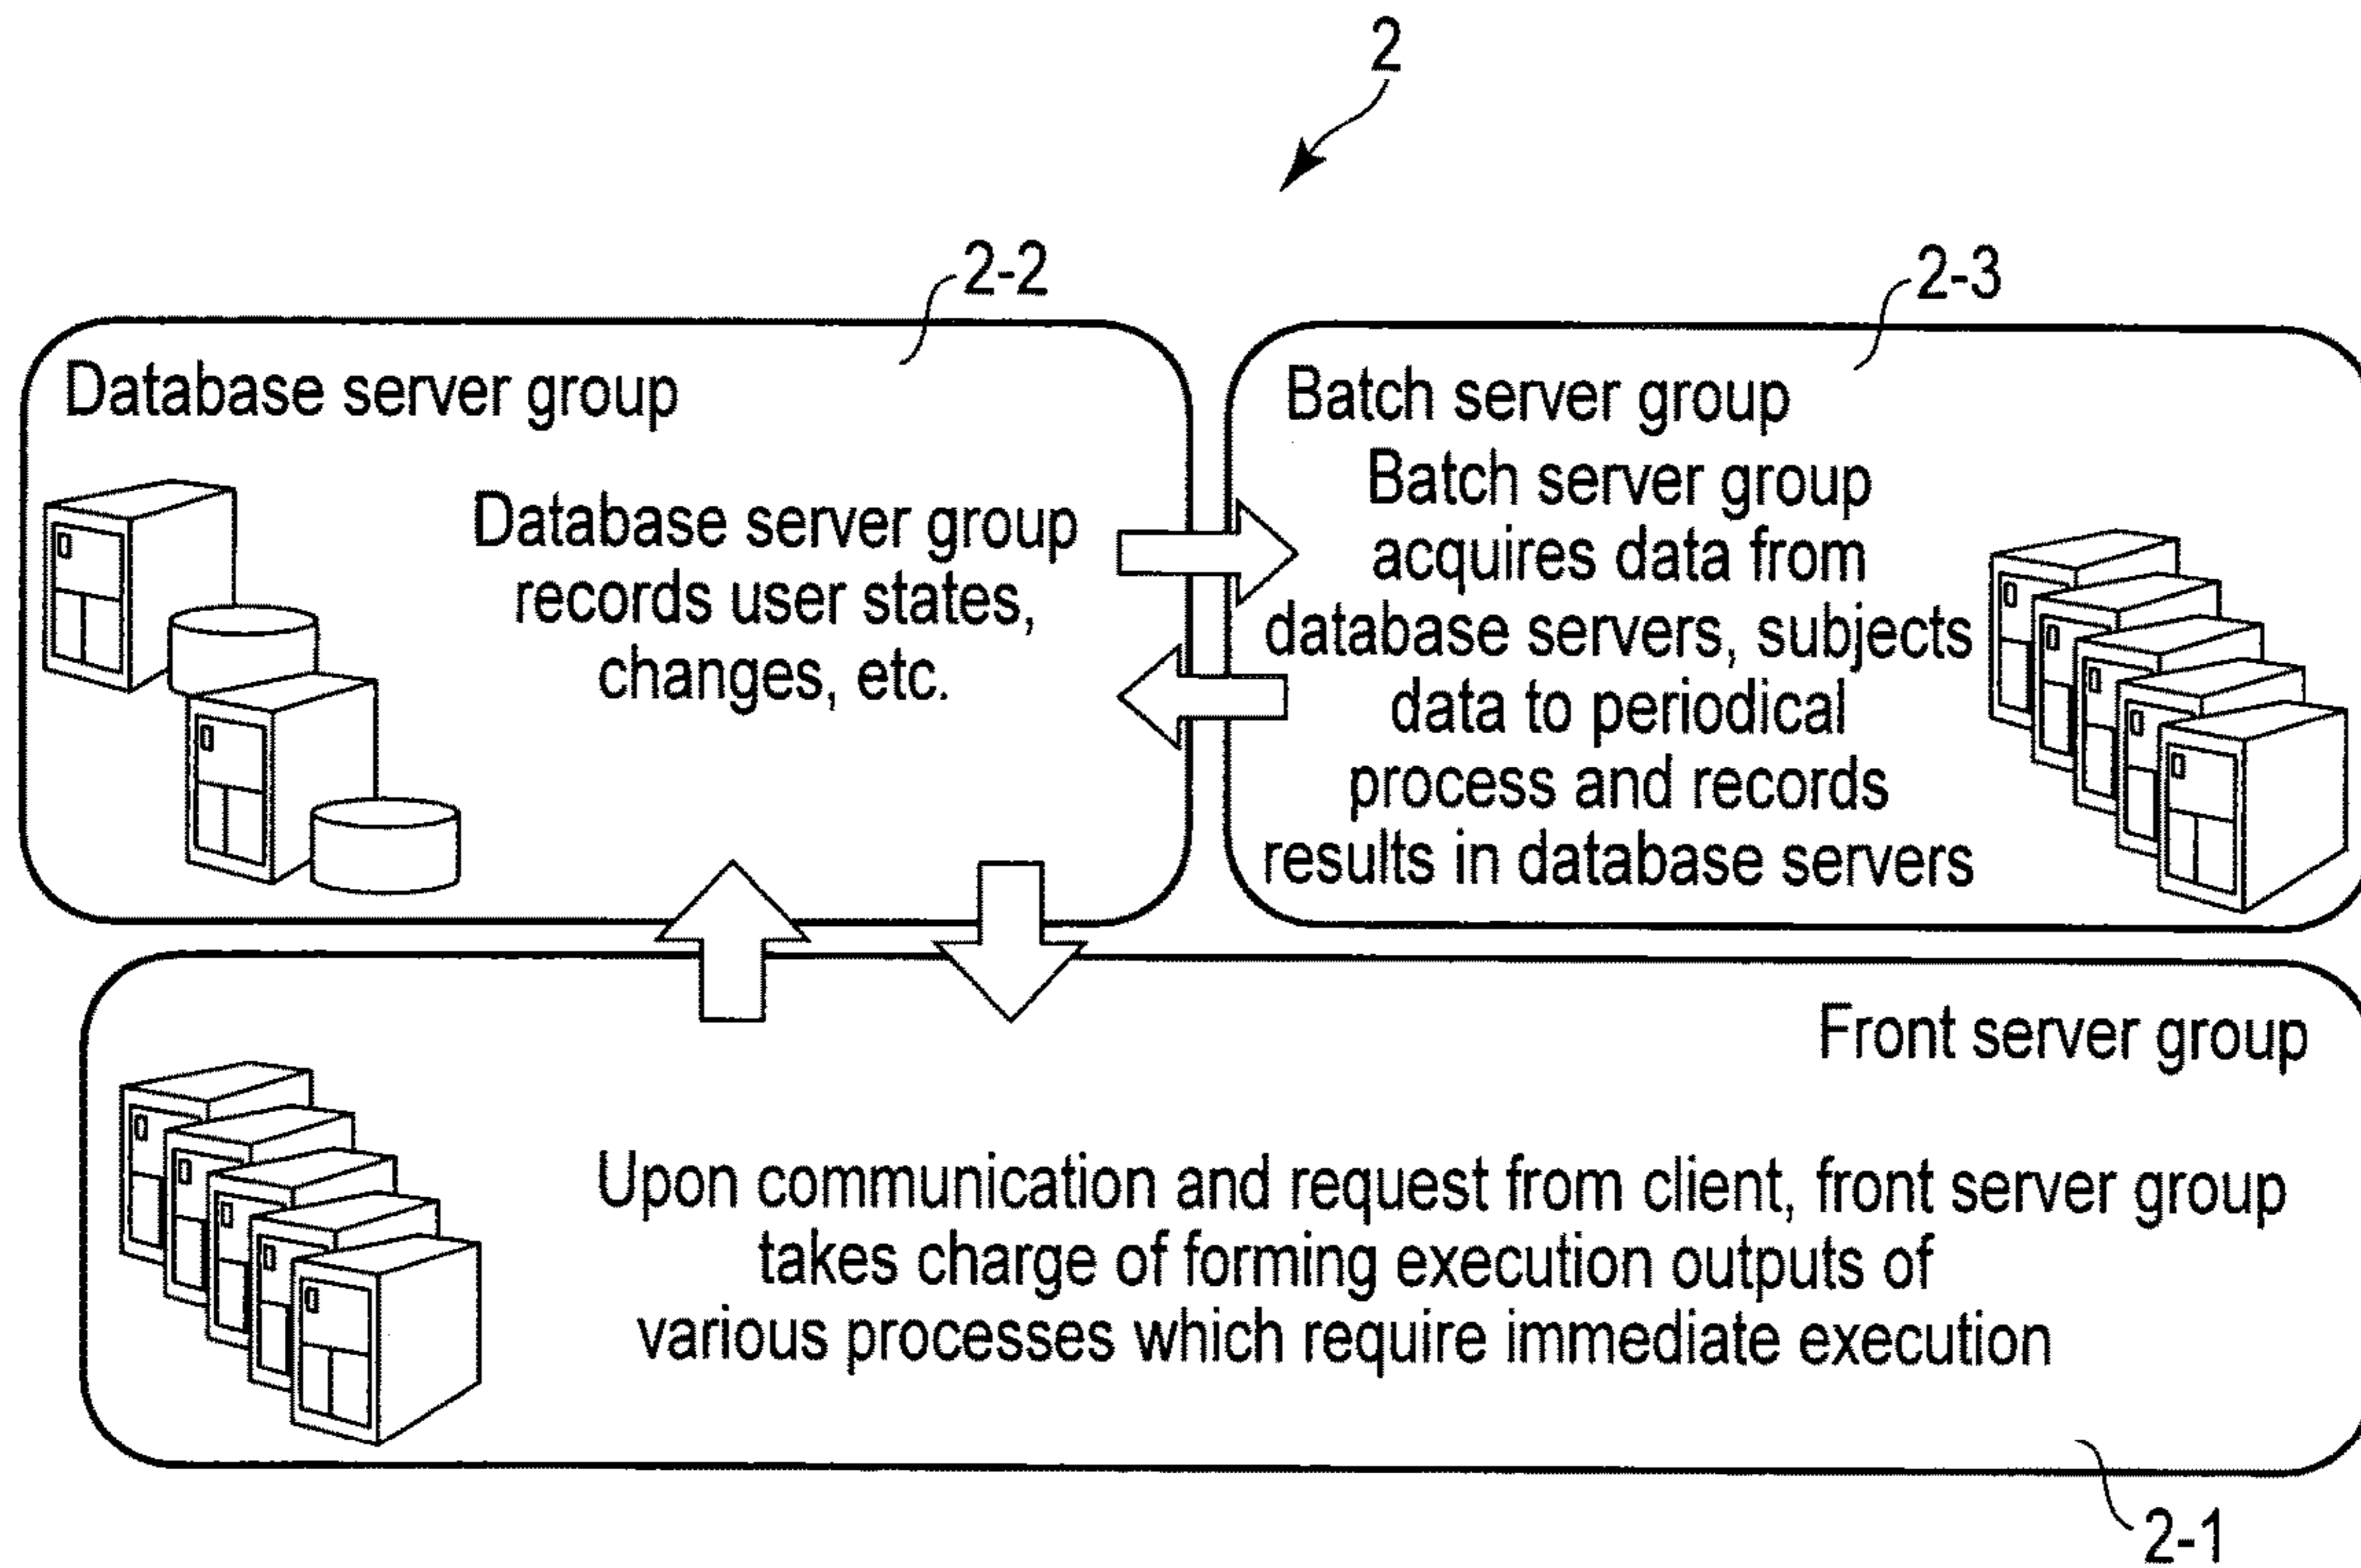 2
2-2
2-3
Database server group
Database server group
records user states,
changes, etc.
Batch server group
Batch server group
acquires data from
database servers, subjects
data to periodical
process and records
results in database servers
Front server group
Upon communication and request from client, front server group
takes charge of forming execution outputs of
various processes which require immediate execution
2-1